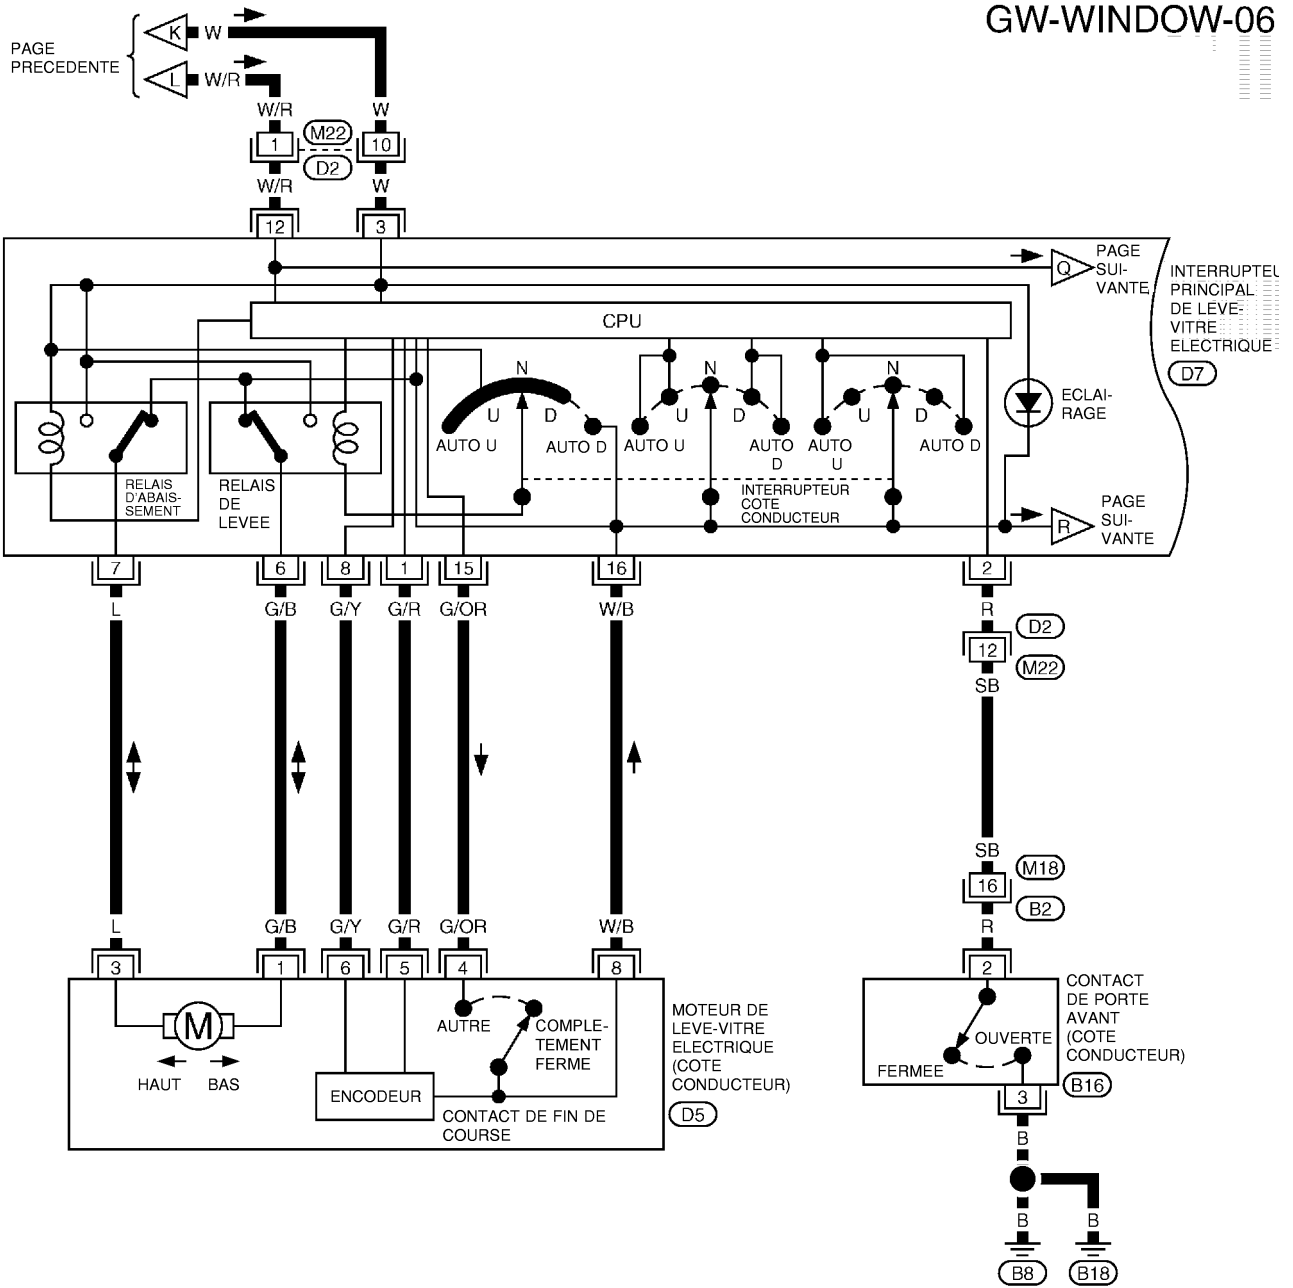 GW-WINDOW-06
PAGE
PRECEDENTE
K W
L W/R
W/R W
1 M22 10
D2
W/R W
12 3
PAGE
SUI-
VANTE
Q
INTERRUPTEU
PRINCIPAL
DE LEVE-
VITRE
ELECTRIQUE
D7
CPU
N N N
U D U D U D
AUTO U AUTO D AUTO U AUTO
D
AUTO
U
AUTO D
ECLAI-
RAGE
RELAIS
D'ABAIS-
SEMENT
RELAIS
DE
LEVEE
INTERRUPTEUR
COTE
CONDUCTEUR
R
PAGE
SUI-
VANTE
7 6 8 1 15 16 2
L G/B G/Y G/R G/OR W/B R
D2
12
M22
SB
SB
M18
16
B2
L G/B G/Y G/R G/OR W/B R
3 1 6 5 4 8 2
M
HAUT BAS
ENCODEUR
AUTRE
COMPLE-
TEMENT
FERME
CONTACT DE FIN DE
COURSE
MOTEUR DE
LEVE-VITRE
ELECTRIQUE
(COTE
CONDUCTEUR)
D5
OUVERTE
FERMEE
CONTACT
DE PORTE
AVANT
(COTE
CONDUCTEUR)
B16
3
B
B B
B8 B18